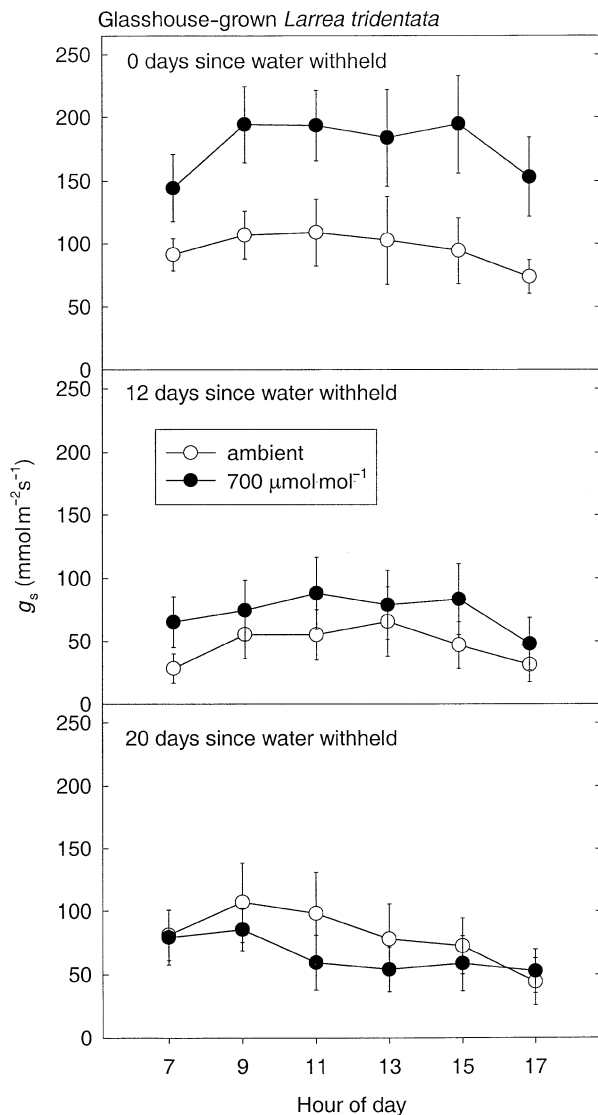 Glasshouse-grown Larrea tridentata
250
0 days since water withheld
200
150
100
50
0
250
12 days since water withheld
200
ambient
700 μmol mol⁻¹
150
100
50
0
gₛ (mmol m⁻²s⁻¹)
250
20 days since water withheld
200
150
100
50
0
7 9 11 13 15 17
Hour of day